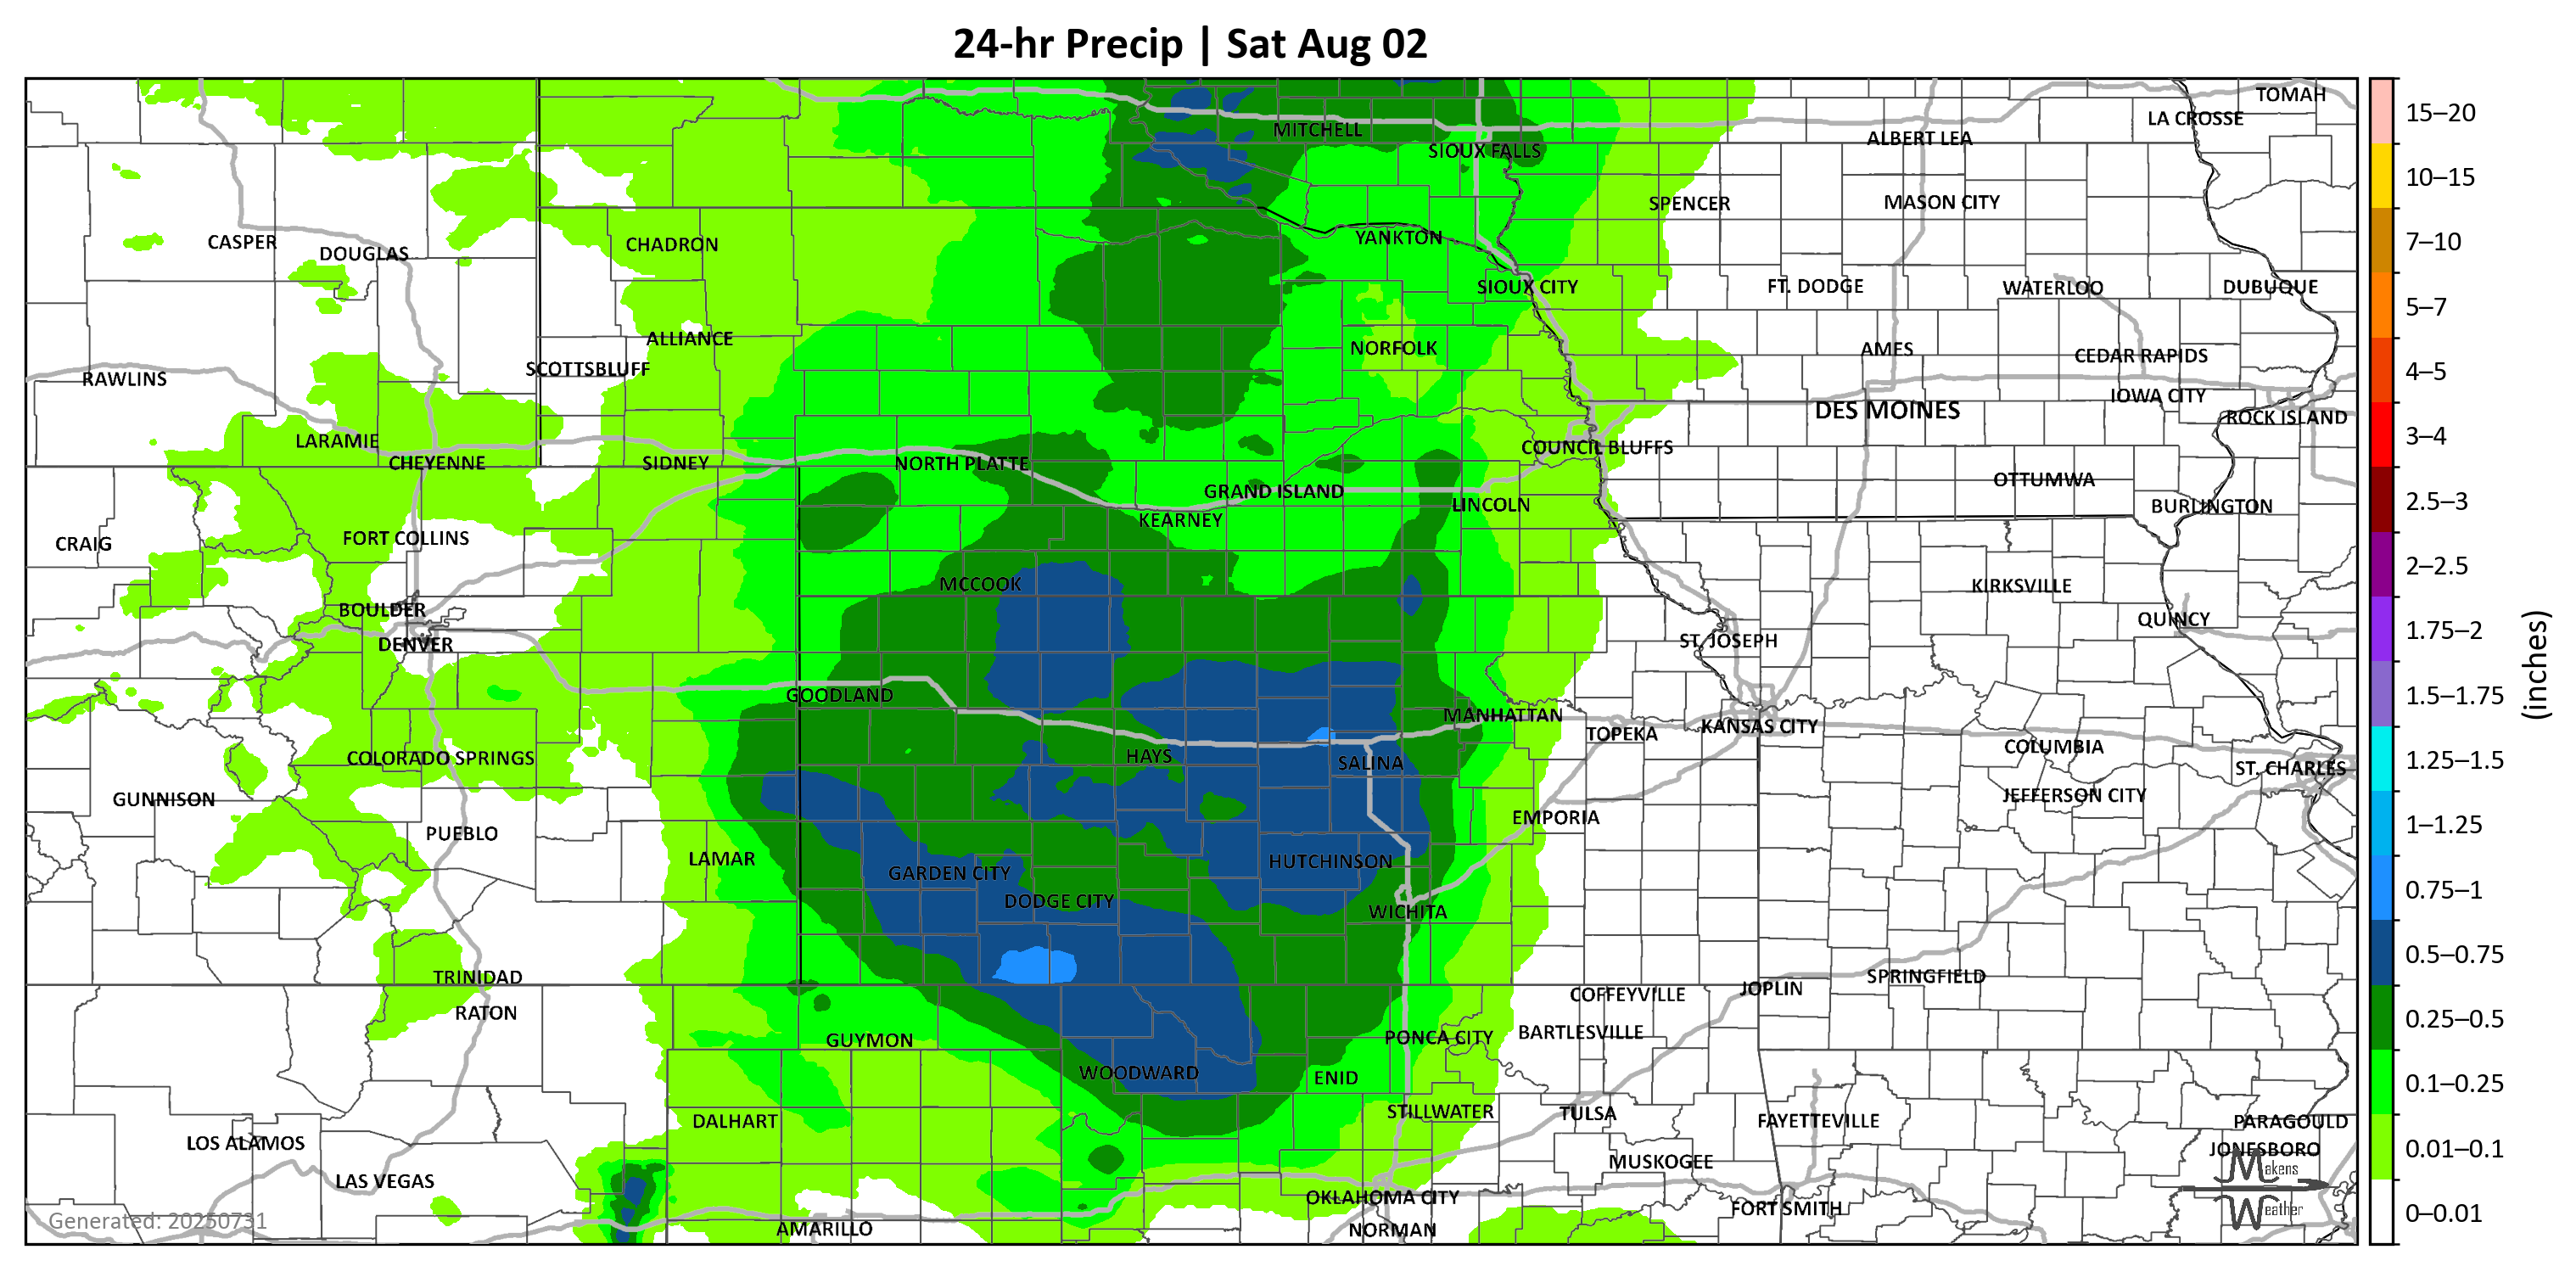 24-hr Precip | Sat Aug 02
TOMAH
LA CROSSE
MITCHELL
ALBERT LEA
SIOUX FALLS
SPENCER
MASON CITY
CASPER
DOUGLAS
CHADRON
YANKTON
SIOUX CITY
FT. DODGE
WATERLOO
DUBUQUE
ALLIANCE
NORFOLK
AMES
CEDAR RAPIDS
SCOTTSBLUFF
RAWLINS
IOWA CITY
DES MOINES
ROCK ISLAND
LARAMIE
COUNCIL BLUFFS
CHEYENNE
SIDNEY
NORTH PLATTE
OTTUMWA
GRAND ISLAND
LINCOLN
BURLINGTON
KEARNEY
CRAIG
FORT COLLINS
MCCOOK
KIRKSVILLE
BOULDER
QUINCY
DENVER
ST. JOSEPH
GOODLAND
MANHATTAN
TOPEKA
KANSAS CITY
COLUMBIA
COLORADO SPRINGS
HAYS
SALINA
ST. CHARLES
GUNNISON
JEFFERSON CITY
EMPORIA
PUEBLO
LAMAR
HUTCHINSON
GARDEN CITY
DODGE CITY
WICHITA
TRINIDAD
SPRINGFIELD
JOPLIN
COFFEYVILLE
RATON
GUYMON
PONCA CITY
BARTLESVILLE
WOODWARD
ENID
STILLWATER
TULSA
DALHART
FAYETTEVILLE
PARAGOULD
LOS ALAMOS
JONESBORO
MUSKOGEE
LAS VEGAS
OKLAHOMA CITY
FORT SMITH
AMARILLO
NORMAN
Generated: 20250731
Makens
Weather
15–20
10–15
7–10
5–7
4–5
3–4
2.5–3
2–2.5
1.75–2
1.5–1.75
1.25–1.5
1–1.25
0.75–1
0.5–0.75
0.25–0.5
0.1–0.25
0.01–0.1
0–0.01
(inches)